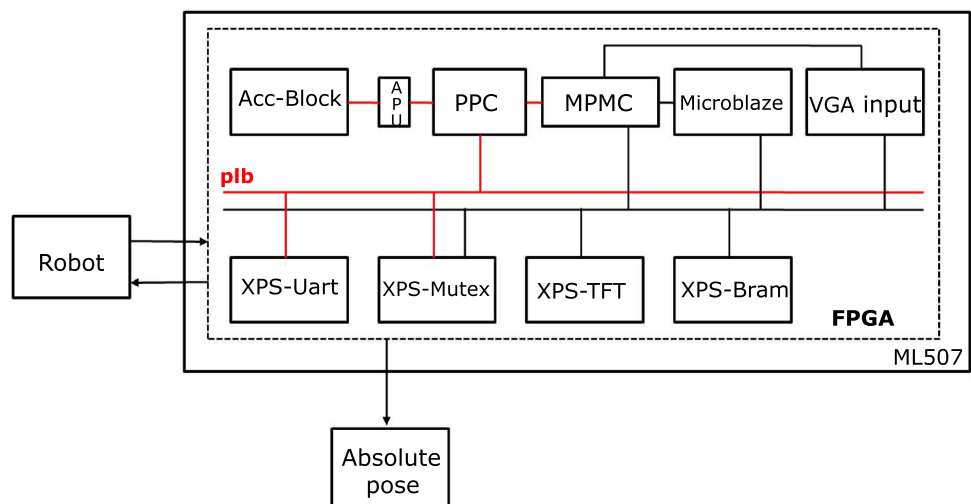 Acc-Block
A
P
U
PPC
MPMC
Microblaze
VGA input
plb
Robot
XPS-Uart
XPS-Mutex
XPS-TFT
XPS-Bram
FPGA
ML507
Absolute
pose